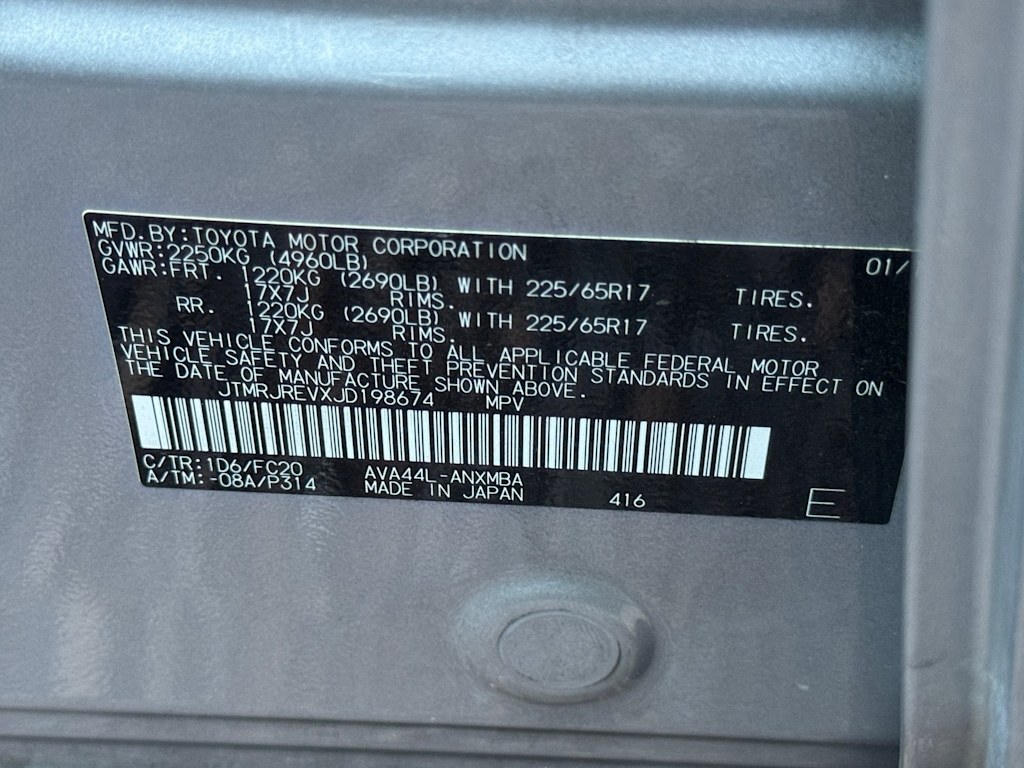 MFD. BY: TOYOTA MOTOR CORPORATION 01/
GVWR: 2250KG (4960LB)
GAWR: FRT. 1220KG (2690LB) WITH 225/65R17 TIRES.
17X7J RIMS.
RR. 1220KG (2690LB) WITH 225/65R17 TIRES.
17X7J RIMS.
THIS VEHICLE CONFORMS TO ALL APPLICABLE FEDERAL MOTOR
VEHICLE SAFETY AND THEFT PREVENTION STANDARDS IN EFFECT ON
THE DATE OF MANUFACTURE SHOWN ABOVE.
JTMRJREVXJD198674 MPV
C/TR: 1D6/FC20 AVA44L-ANXMBA
A/TM: -08A/P314 MADE IN JAPAN 416 E